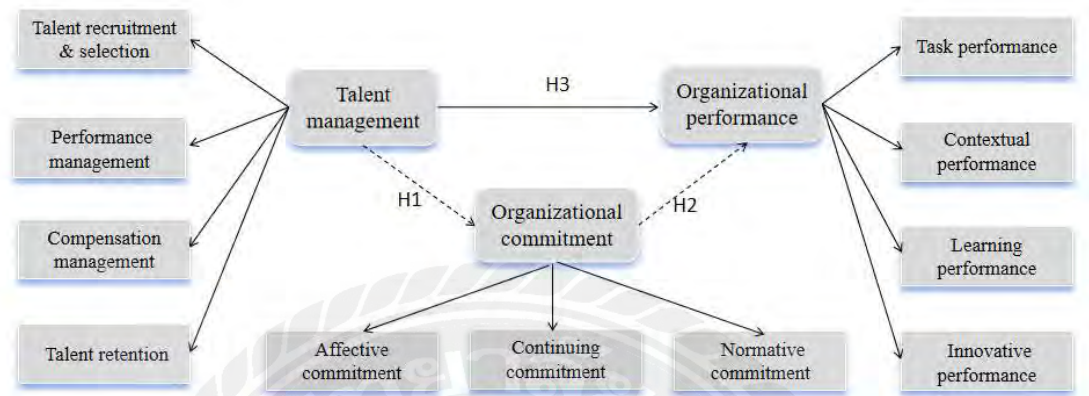 Talent recruitment
& selection
Performance
management
Compensation
management
Talent retention
Talent
management
H3
H1
Organizational
commitment
H2
Organizational
performance
Affective
commitment
Continuing
commitment
Normative
commitment
Task performance
Contextual
performance
Learning
performance
Innovative
performance